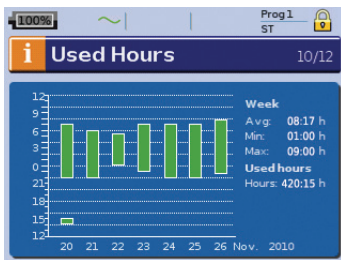 100%
Prog 1
ST
i Used Hours 10/12
12
9
6
3
0
21
18
15
12
20 21 22 23 24 25 26 Nov. 2010
Week
Avg: 08:17 h
Min: 01:00 h
Max: 09:00 h
Used hours
Hours: 420:15 h